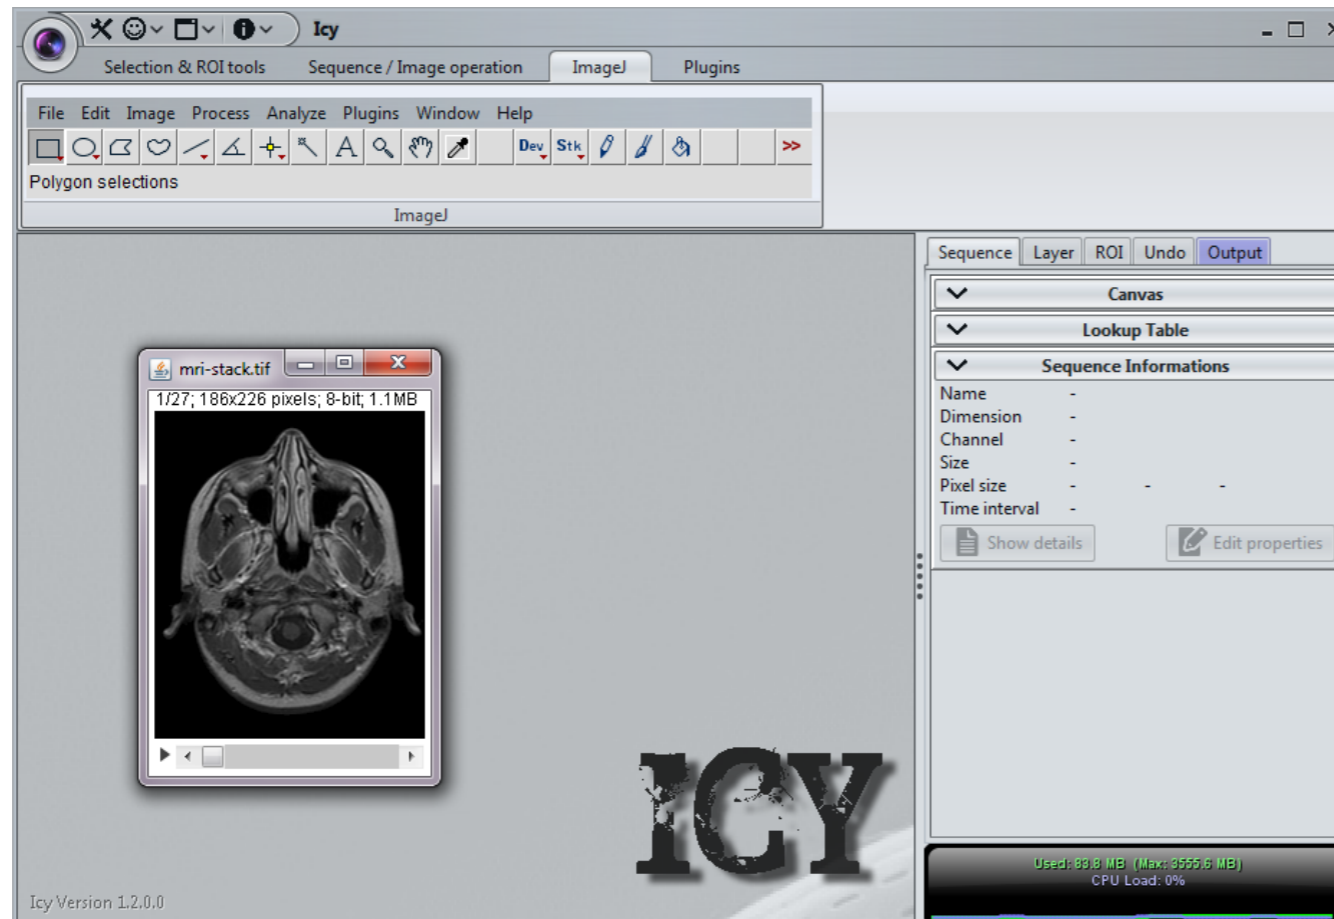 Icy
Selection & ROI tools Sequence / Image operation ImageJ Plugins
File Edit Image Process Analyze Plugins Window Help
A Dev Stk >>
Polygon selections
ImageJ
Sequence Layer ROI Undo Output
Canvas
Lookup Table
Sequence Informations
Name -
Dimension -
Channel -
Size -
Pixel size - - -
Time interval -
Show details Edit properties
mri-stack.tif
1/27; 186x226 pixels; 8-bit; 1.1MB
ICY
Icy Version 1.2.0.0
Used: 83.8 MB (Max: 3555.6 MB)
CPU Load: 0%